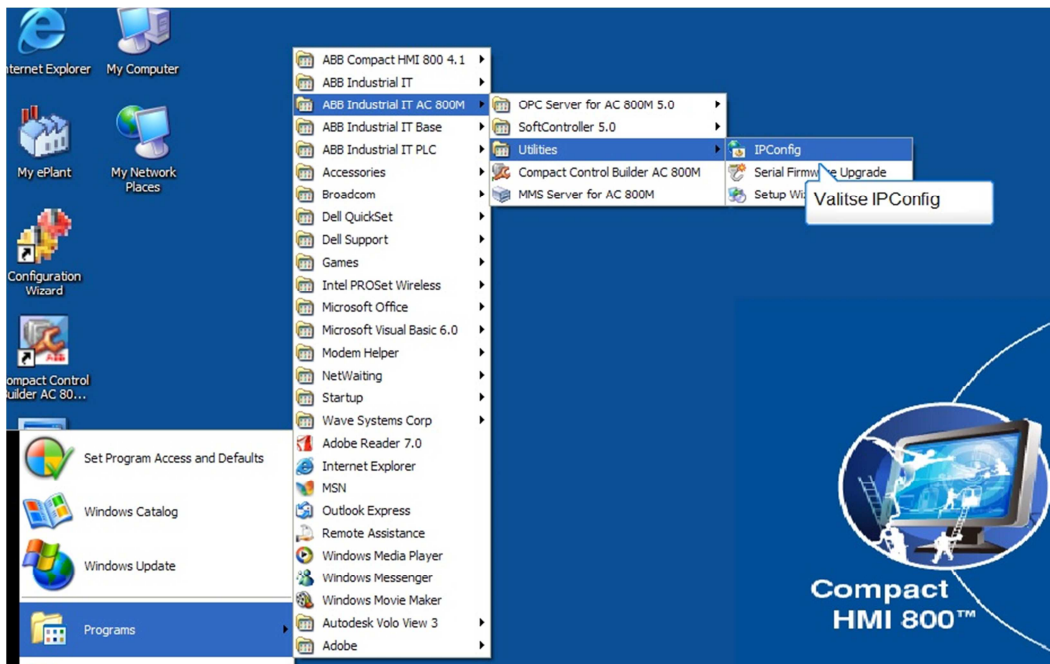 nternet Explorer
My Computer
My ePlant
My Network
Places
Configuration
Wizard
ompact Control
uilder AC 80...
ABB Compact HMI 800 4.1
ABB Industrial IT
ABB Industrial IT AC 800M
ABB Industrial IT Base
ABB Industrial IT PLC
Accessories
Broadcom
Dell QuickSet
Dell Support
Games
Intel PROSet Wireless
Microsoft Office
Microsoft Visual Basic 6.0
Modem Helper
NetWaiting
Startup
Wave Systems Corp
Adobe Reader 7.0
Internet Explorer
MSN
Outlook Express
Remote Assistance
Windows Media Player
Windows Messenger
Windows Movie Maker
Autodesk Volo View 3
Adobe
OPC Server for AC 800M 5.0
SoftController 5.0
Utilities
Compact Control Builder AC 800M
MMS Server for AC 800M
IPConfig
Serial Firmware Upgrade
Setup Wiz
Valitse IPConfig
Set Program Access and Defaults
Windows Catalog
Windows Update
Programs
Compact
HMI 800™